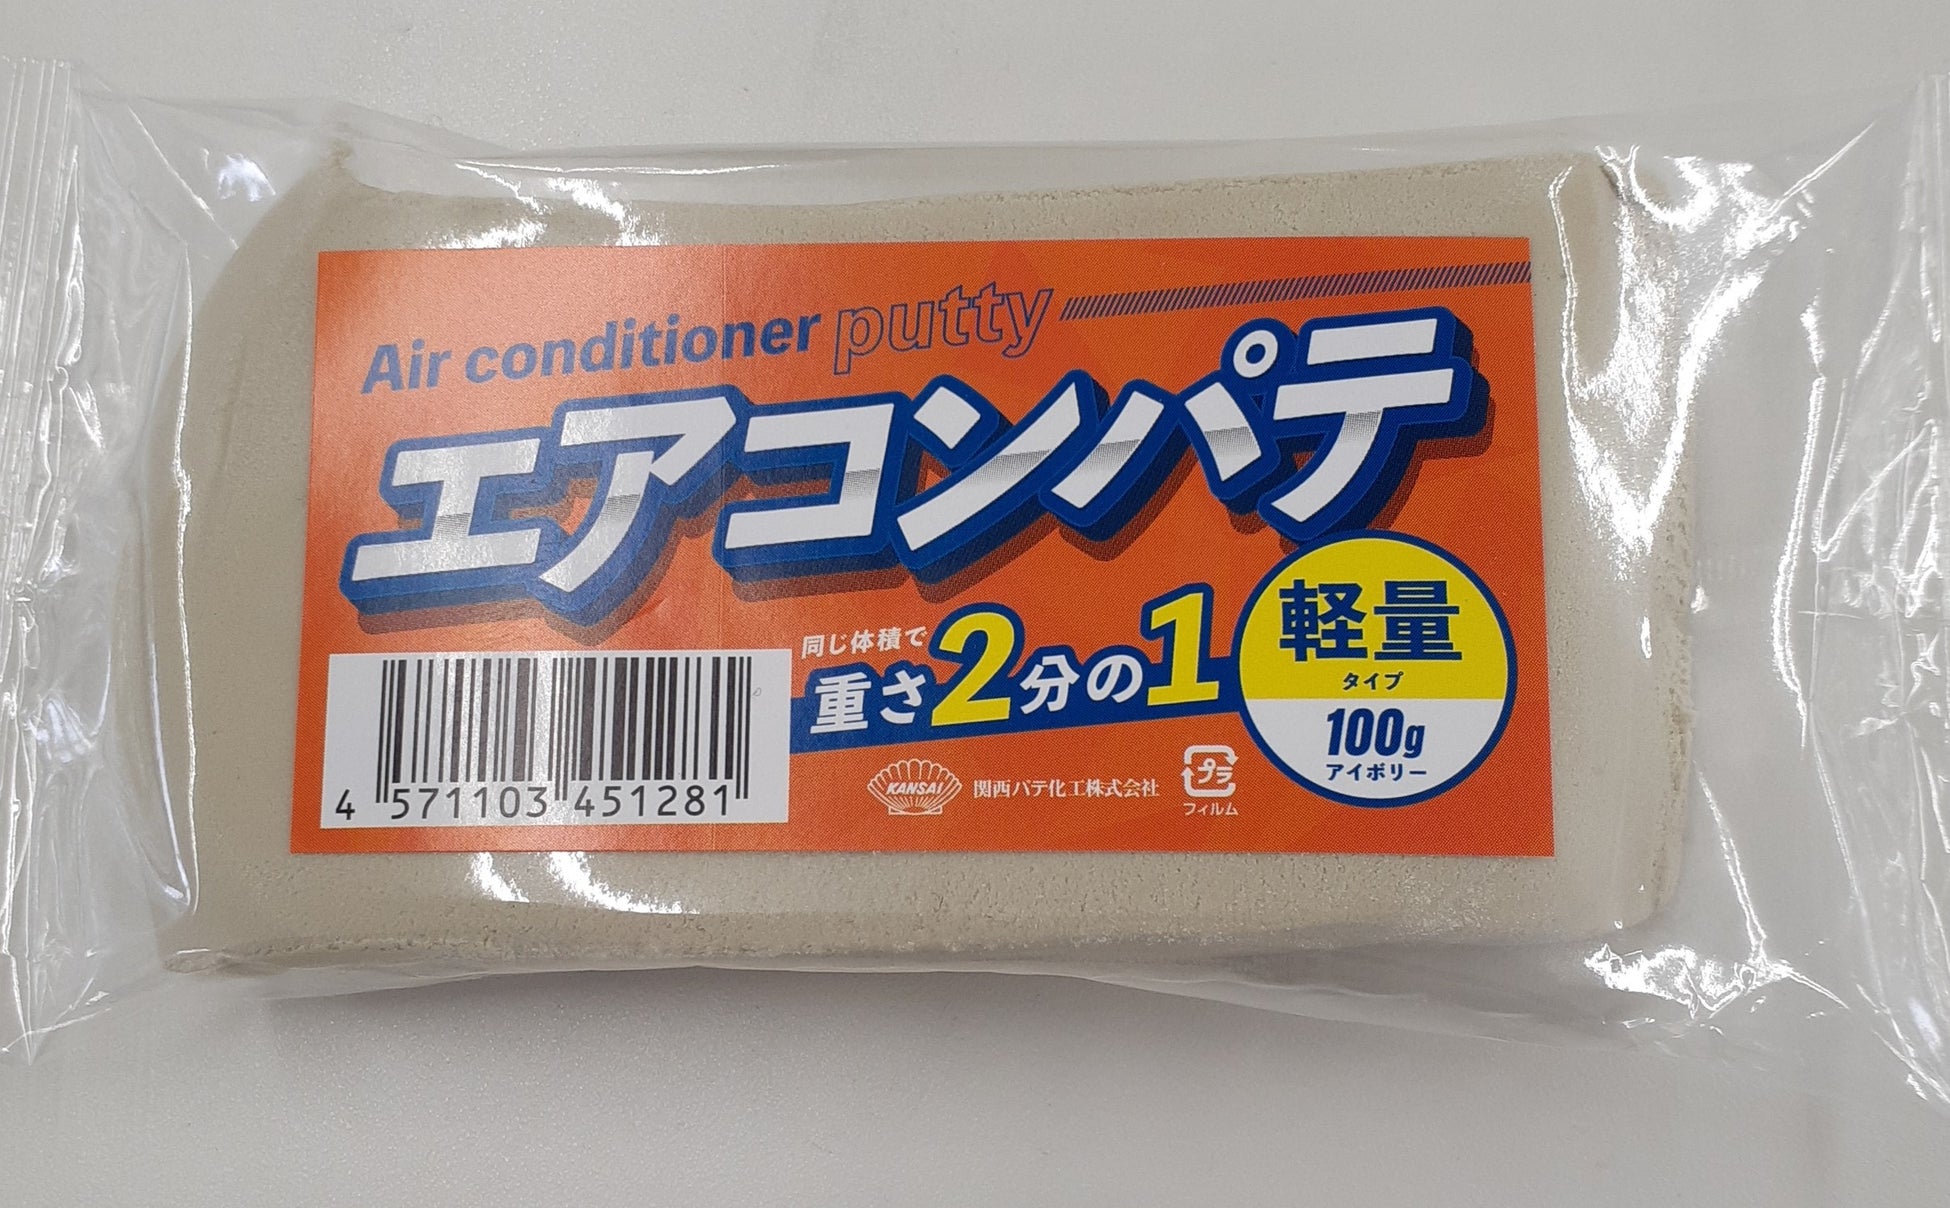 Air conditioner putty
エアコンパテ
同じ体積で
重さ2分の1
軽量
タイプ
100g
アイボリー
4 571103 451281
KANSAI
関西パテ化工株式会社
プラ
フィルム